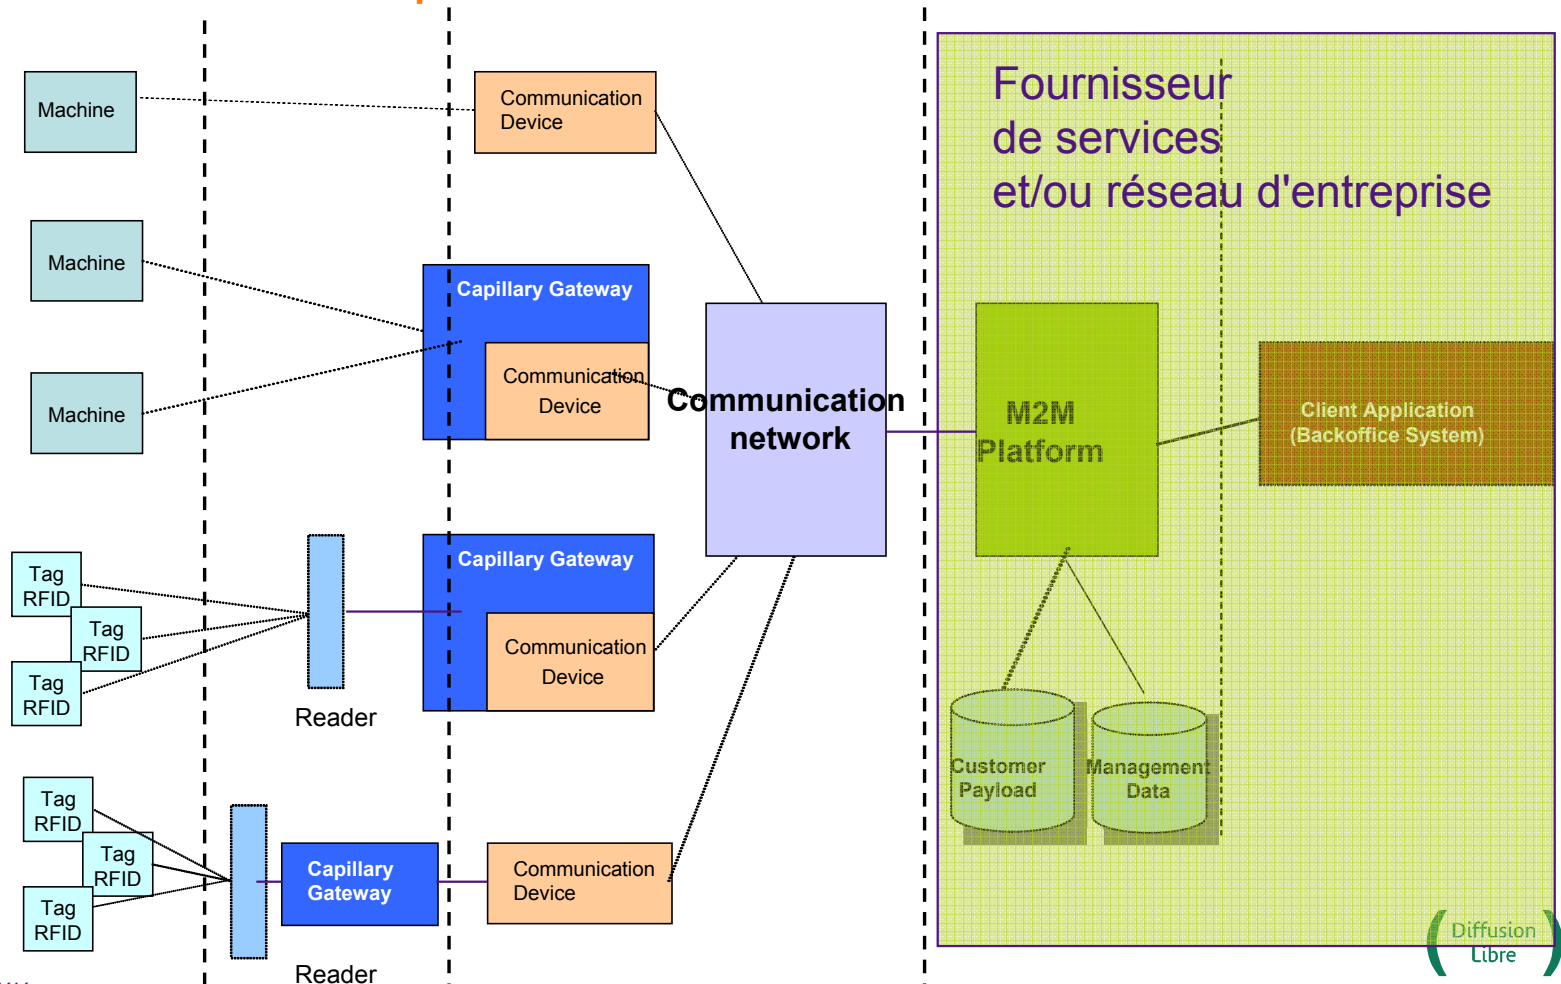 Machine
Communication
Device
Fournisseur
de services
et/ou réseau d'entreprise
Machine
Capillary Gateway
Communication
Device
Machine
Communication
network
M2M
Platform
Client Application
(Backoffice System)
Tag
RFID
Tag
RFID
Tag
RFID
Reader
Capillary Gateway
Communication
Device
Customer
Payload
Management
Data
Tag
RFID
Tag
RFID
Tag
RFID
Reader
Capillary
Gateway
Communication
Device
Diffusion
Libre